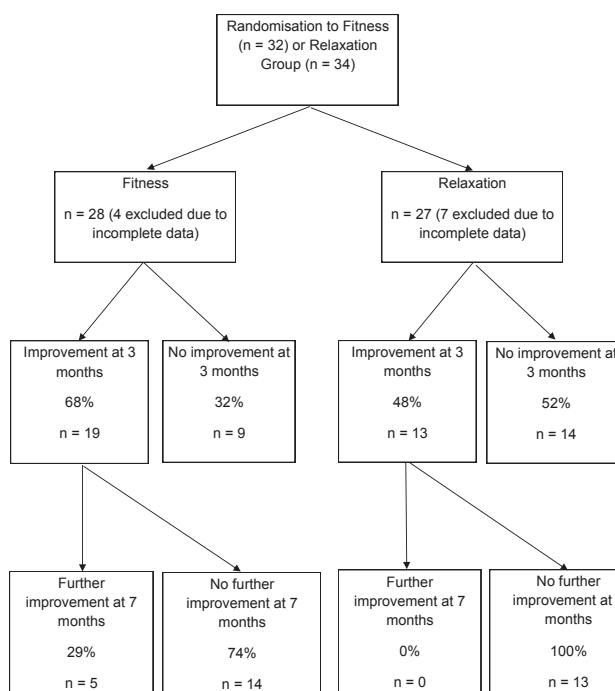 Randomisation to Fitness
(n = 32) or Relaxation
Group (n = 34)
Fitness
n = 28 (4 excluded due to
incomplete data)
Relaxation
n = 27 (7 excluded due to
incomplete data)
Improvement at 3
months
68%
n = 19
No improvement at
3 months
32%
n = 9
Improvement at 3
months
48%
n = 13
No improvement at
3 months
52%
n = 14
Further
improvement at 7
months
29%
n = 5
No further
improvement at 7
months
74%
n = 14
Further
improvement at 7
months
0%
n = 0
No further
improvement at 7
months
100%
n = 13